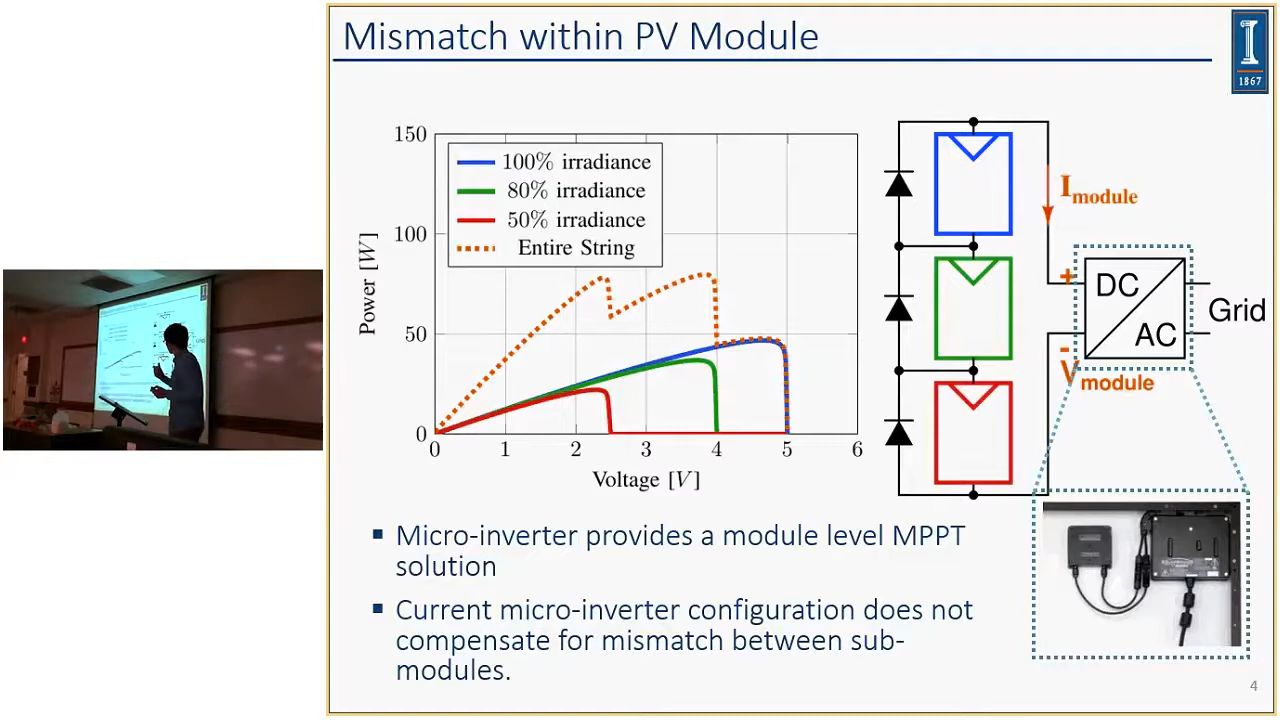 Mismatch within PV Module
1867
150
100
50
0
0 1 2 3 4 5 6
Power [W]
Voltage [V]
100% irradiance
80% irradiance
50% irradiance
Entire String
I module
+
DC
AC
Grid
-
V module
▪ Micro-inverter provides a module level MPPT
solution
▪ Current micro-inverter configuration does not
compensate for mismatch between sub-
modules.
4